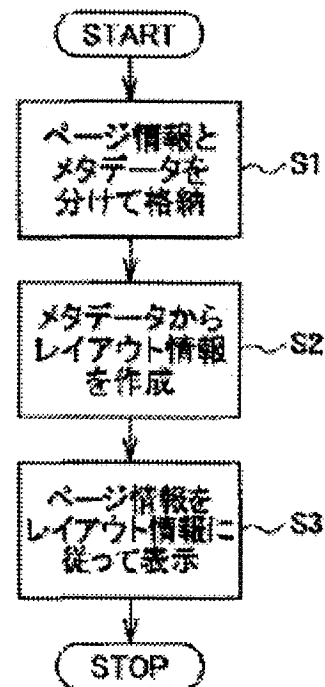 START
ページ情報と
メタデータを
分けて格納
S1
メタデータから
レイアウト情報
を作成
S2
ページ情報を
レイアウト情報に
従って表示
S3
STOP